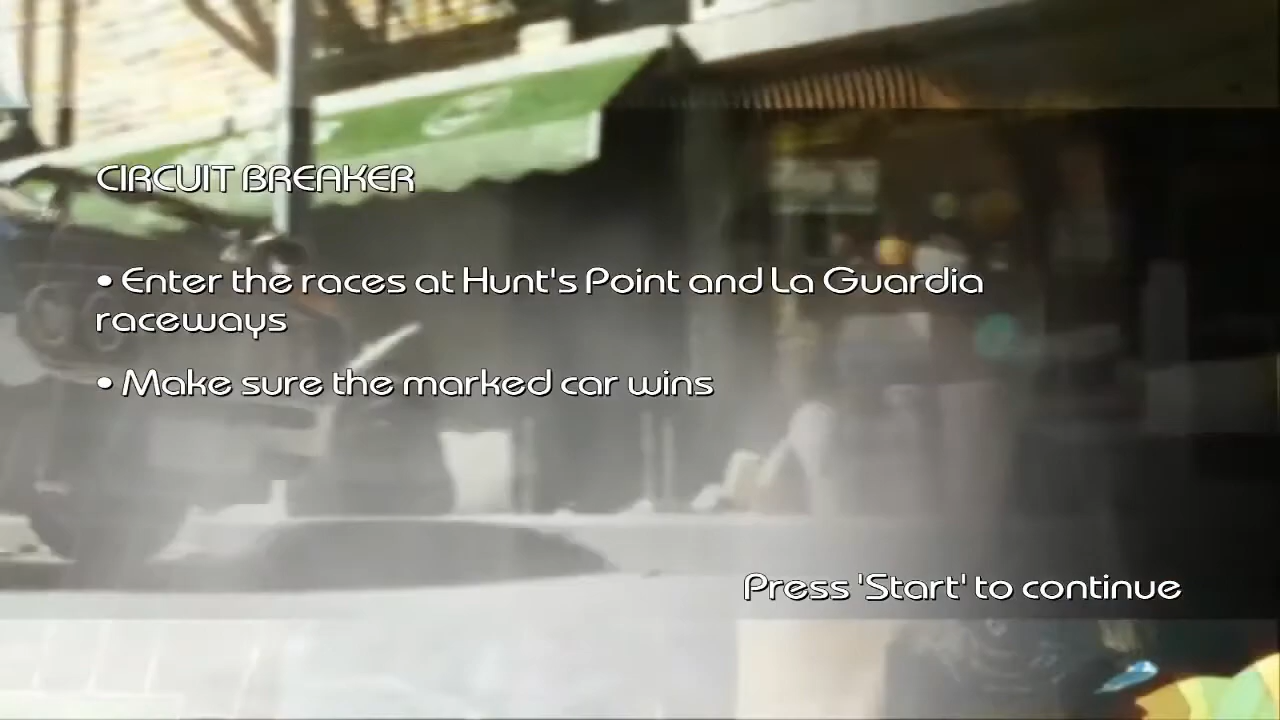 CIRCUIT BREAKER
• Enter the races at Hunt's Point and La Guardia
raceways
• Make sure the marked car wins
Press 'Start' to continue